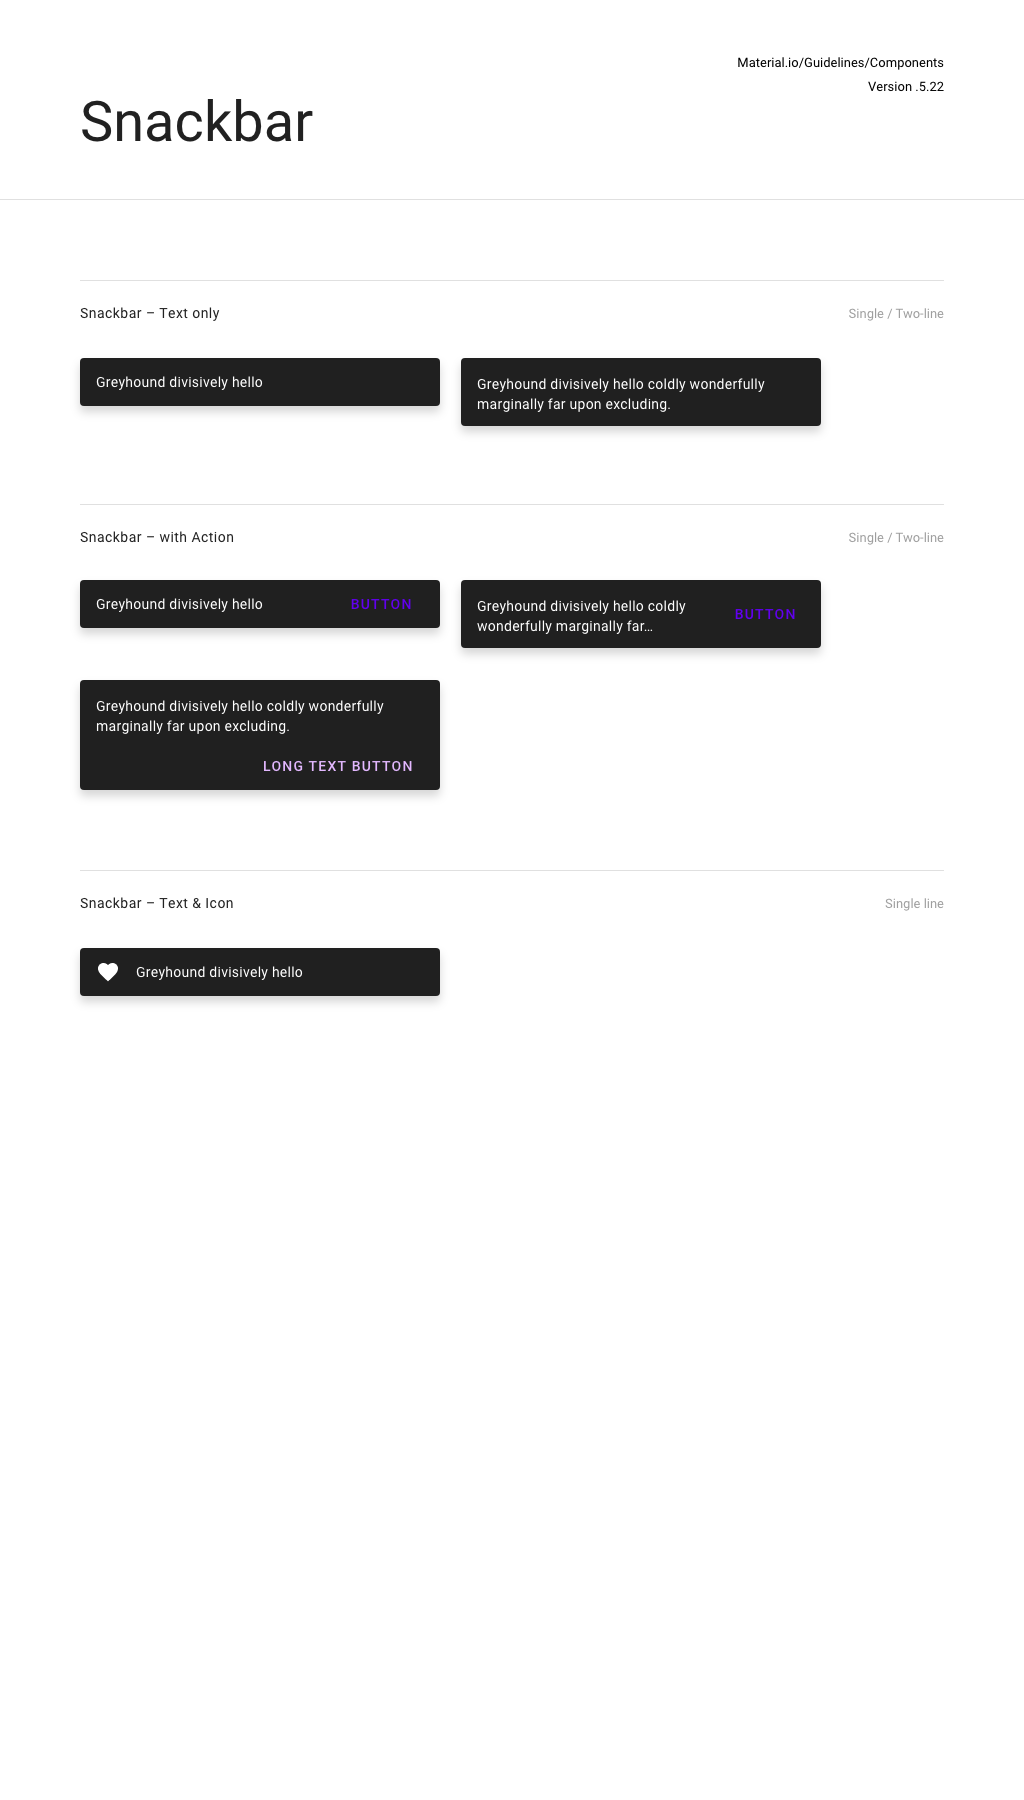 Material.io/Guidelines/Components
Version .5.22
Snackbar
Snackbar – Text only
Single / Two-line
Greyhound divisively hello
Greyhound divisively hello coldly wonderfully
marginally far upon excluding.
Snackbar – with Action
Single / Two-line
Greyhound divisively hello
BUTTON
Greyhound divisively hello coldly
wonderfully marginally far…
BUTTON
Greyhound divisively hello coldly wonderfully
marginally far upon excluding.
LONG TEXT BUTTON
Snackbar – Text & Icon
Single line
Greyhound divisively hello